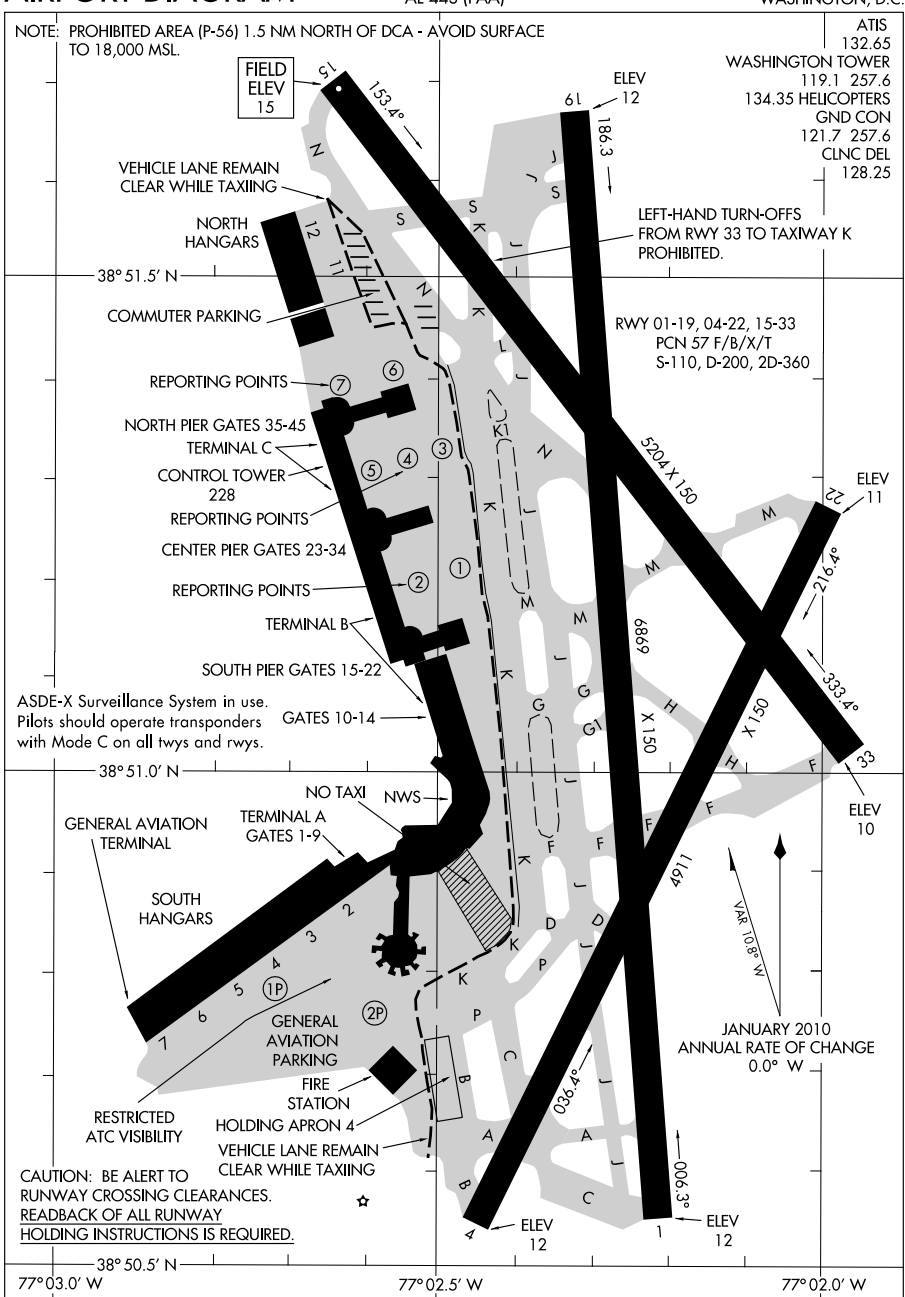 AIRPORT DIAGRAM
AL-443 (FAA)
WASHINGTON, D.C.
NOTE: PROHIBITED AREA (P-56) 1.5 NM NORTH OF DCA - AVOID SURFACE
TO 18,000 MSL.
ATIS
132.65
WASHINGTON TOWER
119.1 257.6
134.35 HELICOPTERS
GND CON
121.7 257.6
CLNC DEL
128.25
FIELD
ELEV
15
15
153.4°
19
ELEV
12
186.3
N
J
J
S
VEHICLE LANE REMAIN
CLEAR WHILE TAXIING
NORTH
HANGARS
12
11
S
S
K
J
LEFT-HAND TURN-OFFS
FROM RWY 33 TO TAXIWAY K
PROHIBITED.
38°51.5' N
COMMUTER PARKING
N
K
L
J
RWY 01-19, 04-22, 15-33
PCN 57 F/B/X/T
S-110, D-200, 2D-360
REPORTING POINTS
7
6
NORTH PIER GATES 35-45
TERMINAL C
CONTROL TOWER
228
5
4
3
K
N
5204 X 150
REPORTING POINTS
K
J
ELEV
11
22
M
CENTER PIER GATES 23-34
216.4°
REPORTING POINTS
2
1
M
M
M
TERMINAL B
6869 X 150
SOUTH PIER GATES 15-22
K
J
G
G
G1
H
333.4°
ASDE-X Surveillance System in use.
Pilots should operate transponders
with Mode C on all twys and rwys.
GATES 10-14
4911 X 150
38°51.0' N
J
H
F
33
ELEV
10
NO TAXI
NWS
TERMINAL A
GATES 1-9
GENERAL AVIATION
TERMINAL
K
F
F
F
F
SOUTH
HANGARS
2
3
4
5
6
7
J
D
D
J
K
P
VAR 10.8° W
1P
2P
K
P
GENERAL
AVIATION
PARKING
JANUARY 2010
ANNUAL RATE OF CHANGE
0.0° W
C
B
036.4°
J
FIRE
STATION
HOLDING APRON 4
RESTRICTED
ATC VISIBILITY
VEHICLE LANE REMAIN
CLEAR WHILE TAXIING
A
A
J
006.3°
CAUTION: BE ALERT TO
RUNWAY CROSSING CLEARANCES.
READBACK OF ALL RUNWAY
HOLDING INSTRUCTIONS IS REQUIRED.
B
C
4
ELEV
12
1
ELEV
12
38°50.5' N
77°03.0' W
77°02.5' W
77°02.0' W